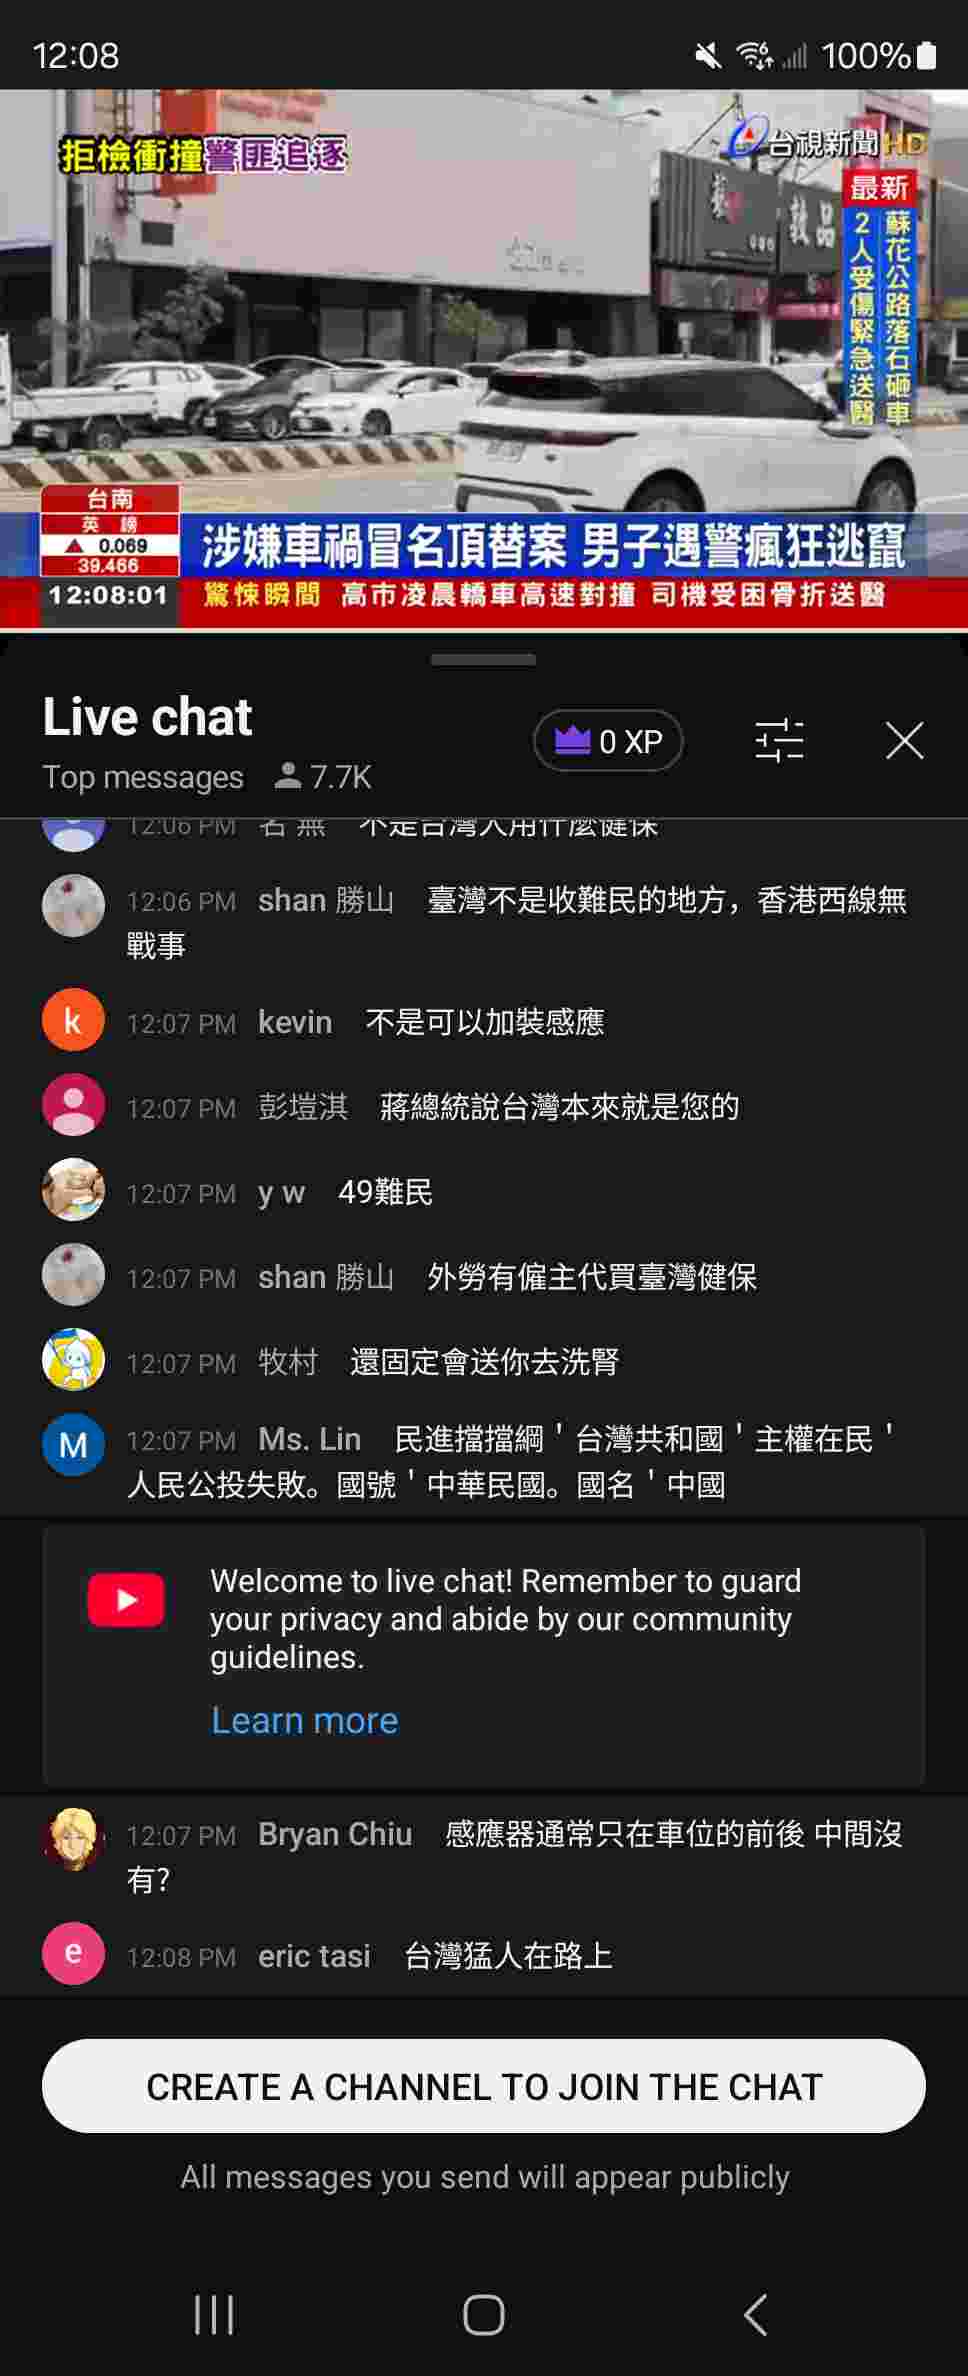 12:08
100%
拒檢衝撞警匪追逐
台視新聞HD
最新
蘇花公路落石砸車
2人受傷緊急送醫
敦品
台南
英鎊
▲ 0.069
39.466
涉嫌車禍冒名頂替案 男子遇警瘋狂逃竄
12:08:01
驚悚瞬間 高市凌晨轎車高速對撞 司機受困骨折送醫
Live chat
Top messages 7.7K
0 XP
12:06 PM 名 無 不是台灣人用什麼健保
12:06 PM shan 勝山 臺灣不是收難民的地方，香港西線無
戰事
k 12:07 PM kevin 不是可以加裝感應
12:07 PM 彭塏淇 蔣總統說台灣本來就是您的
12:07 PM y w 49難民
12:07 PM shan 勝山 外勞有僱主代買臺灣健保
12:07 PM 牧村 還固定會送你去洗腎
M 12:07 PM Ms. Lin 民進擋擋綱＇台灣共和國＇主權在民＇
人民公投失敗。國號＇中華民國。國名＇中國
Welcome to live chat! Remember to guard
your privacy and abide by our community
guidelines.
Learn more
12:07 PM Bryan Chiu 感應器通常只在車位的前後 中間沒
有?
e 12:08 PM eric tasi 台灣猛人在路上
CREATE A CHANNEL TO JOIN THE CHAT
All messages you send will appear publicly